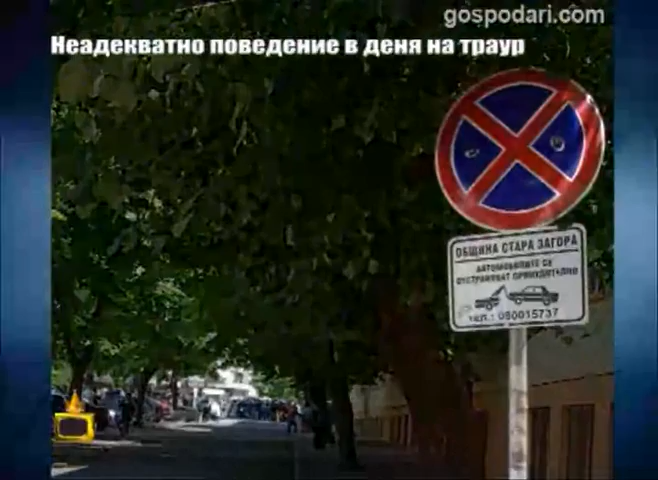 gospodari.com
Неадекватно поведение в деня на траур
ОБЩИНА СТАРА ЗАГОРА
АВТОМОБИЛИТЕ СЕ
ОТСТРАНЯВАТ ПРИНУДИТЕЛНО
ТЕЛ.: 080015737